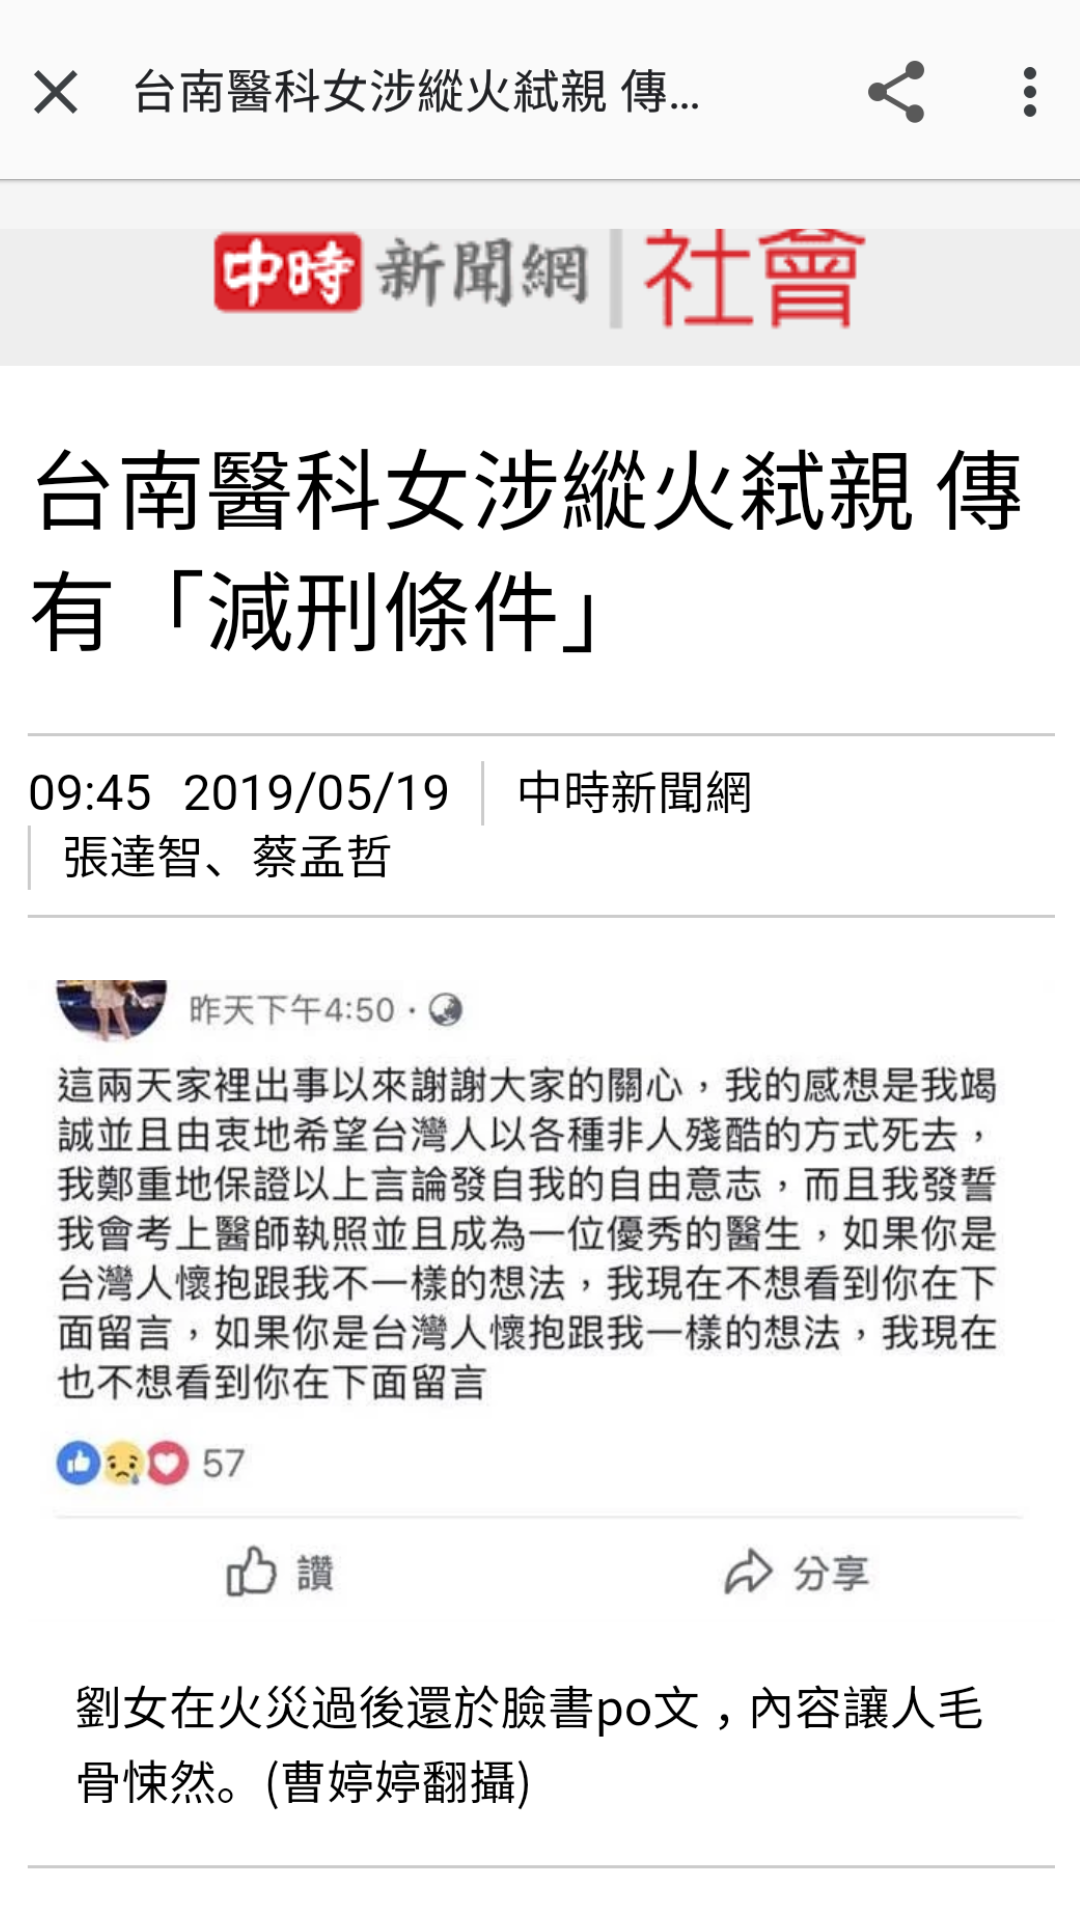 台南醫科女涉縱火弒親 傳...
中時 新聞網 社會
台南醫科女涉縱火弒親 傳
有「減刑條件」
09:45 2019/05/19 中時新聞網
張達智、蔡孟哲
昨天下午4:50 ·
這兩天家裡出事以來謝謝大家的關心，我的感想是我竭
誠並且由衷地希望台灣人以各種非人殘酷的方式死去，
我鄭重地保證以上言論發自我的自由意志，而且我發誓
我會考上醫師執照並且成為一位優秀的醫生，如果你是
台灣人懷抱跟我不一樣的想法，我現在不想看到你在下
面留言，如果你是台灣人懷抱跟我一樣的想法，我現在
也不想看到你在下面留言
57
讚 分享
劉女在火災過後還於臉書po文，內容讓人毛
骨悚然。(曹婷婷翻攝)